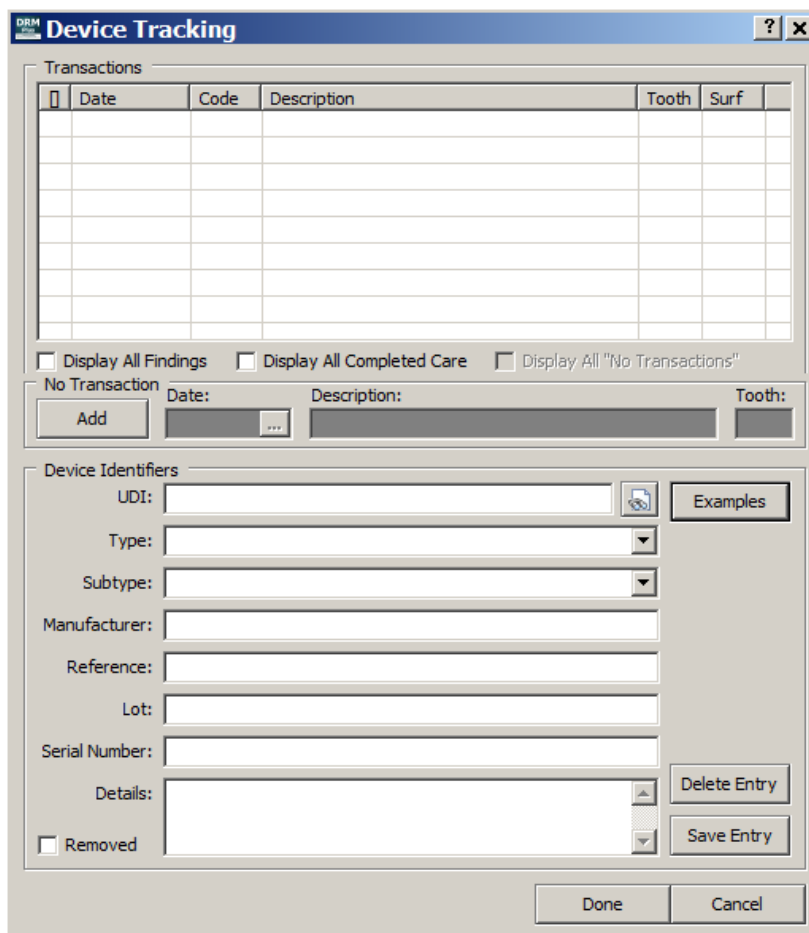 DRM Plus Device Tracking ?
Transactions
[] Date Code Description Tooth Surf
Display All Findings Display All Completed Care Display All "No Transactions"
No Transaction
Date: Description: Tooth:
Add ...
Device Identifiers
UDI: Examples
Type:
Subtype:
Manufacturer:
Reference:
Lot:
Serial Number:
Details: Delete Entry
Removed Save Entry
Done Cancel